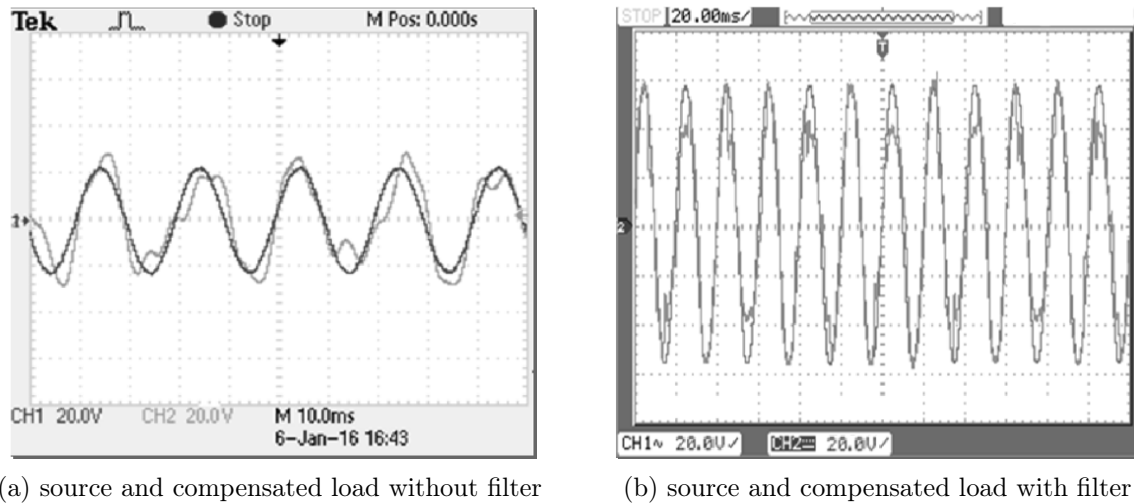 Tek
Stop
M Pos: 0.000s
1
CH1 20.0V
CH2 20.0V
M 10.0ms
6-Jan-16 16:43
STOP
20.00ms/
T
2
CH1~ 20.0V/
CH2 20.0V/
(a) source and compensated load without filter
(b) source and compensated load with filter